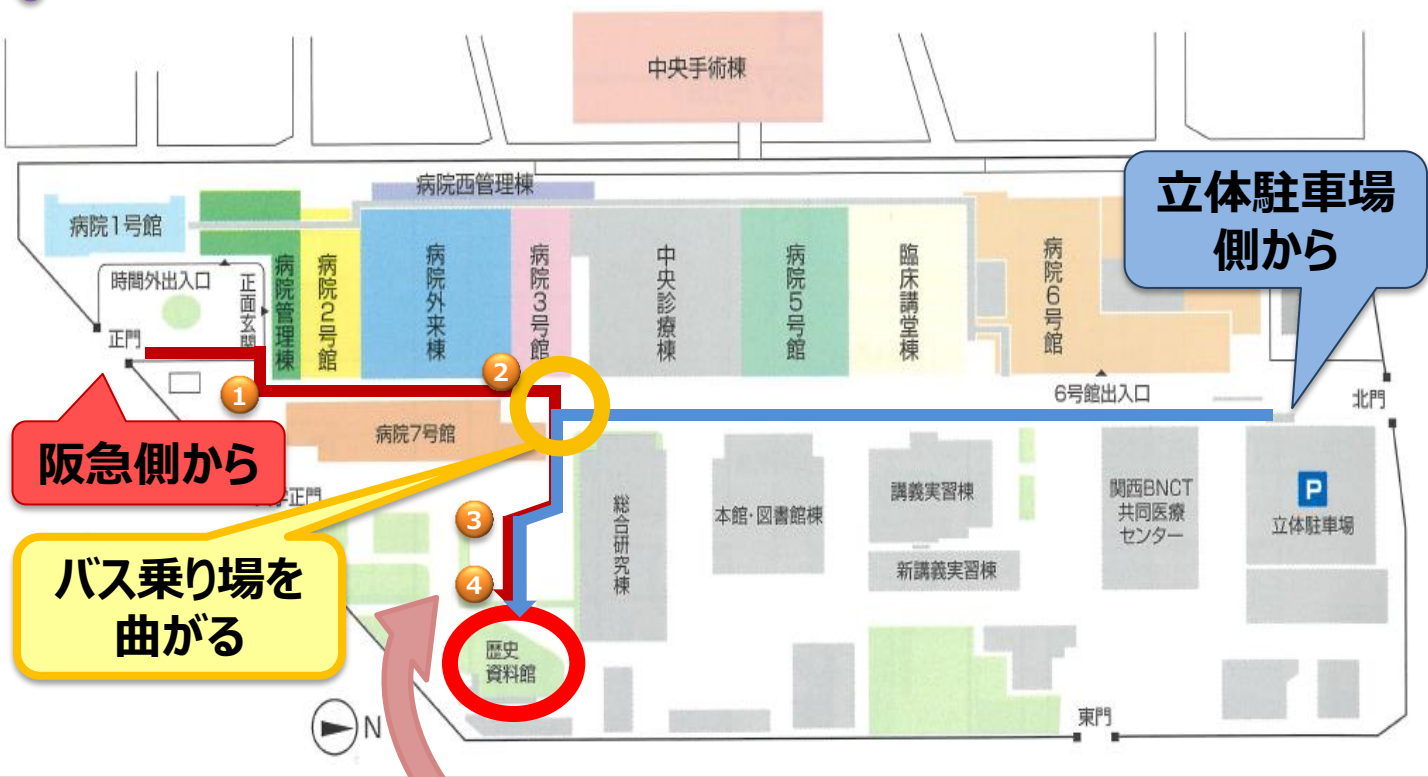 中央手術棟
病院西管理棟
病院1号館
時間外出入口
正面玄関
正門
病院管理棟
病院2号館
病院外来棟
病院3号館
中央診療棟
病院5号館
臨床講堂棟
病院6号館
立体駐車場
側から
6号館出入口
北門
1
2
病院7号館
阪急側から
正門
バス乗り場を
曲がる
3
4
総合研究棟
本館・図書館棟
講義実習棟
新講義実習棟
関西BNCT
共同医療
センター
P
立体駐車場
歴史
資料館
N
東門